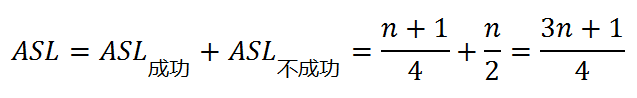 ASL = ASL成功 + ASL不成功 = (n + 1)/4 + n/2 = (3n + 1)/4